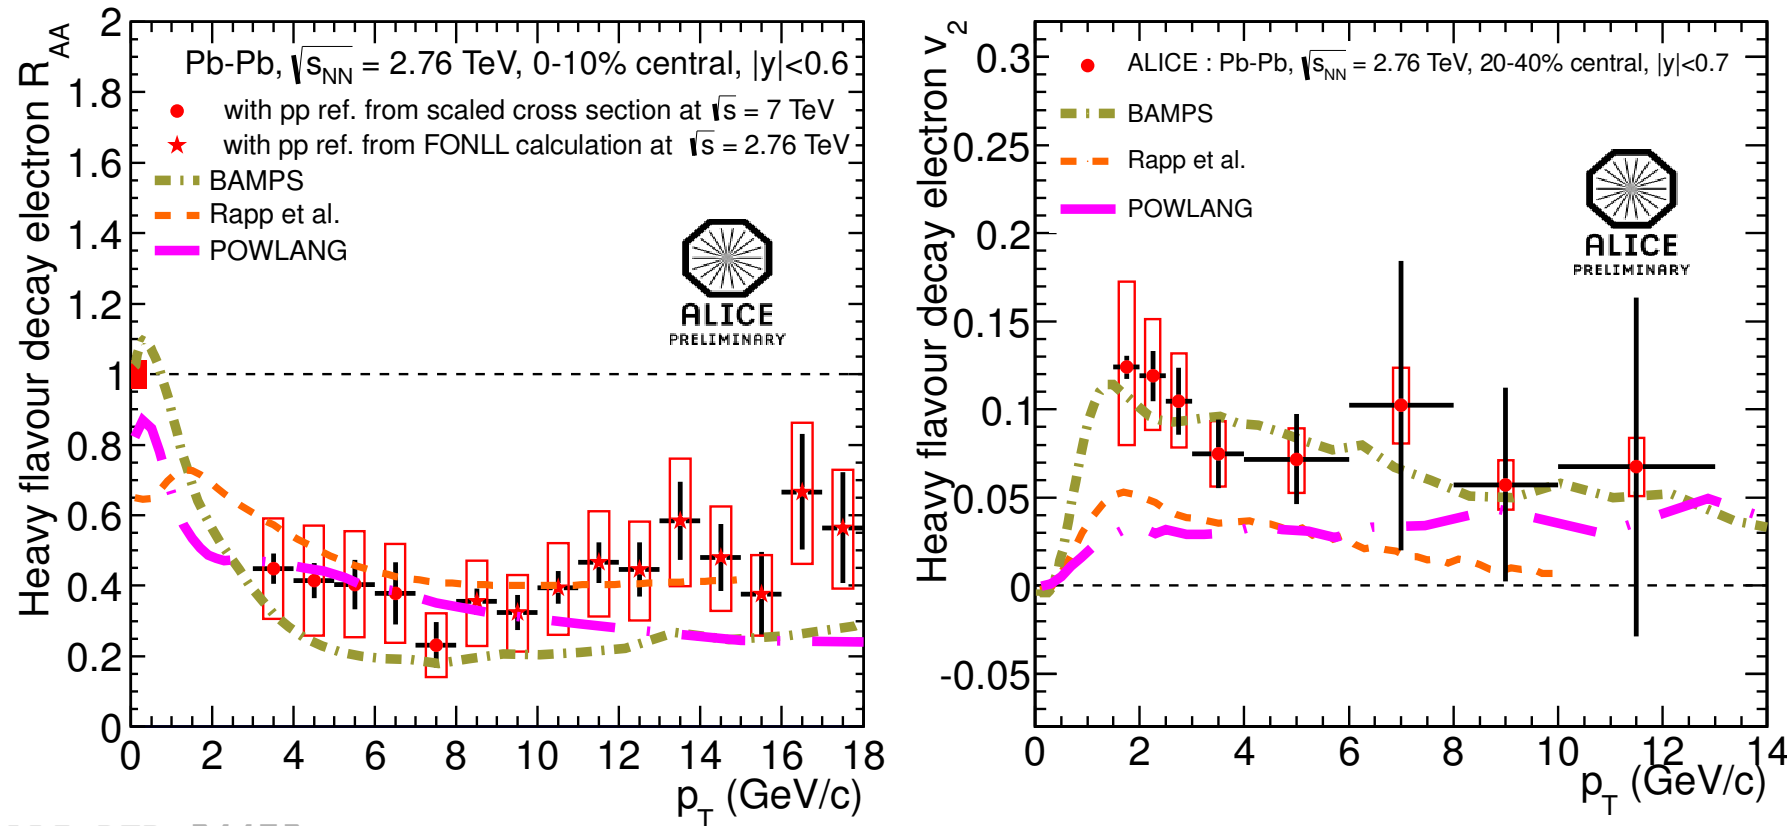 Heavy flavour decay electron R_AA
2
1.8
1.6
1.4
1.2
1
0.8
0.6
0.4
0.2
0
Pb-Pb, √s_NN = 2.76 TeV, 0-10% central, |y|<0.6
with pp ref. from scaled cross section at √s = 7 TeV
with pp ref. from FONLL calculation at √s = 2.76 TeV
BAMPS
Rapp et al.
POWLANG
ALICE
PRELIMINARY
0 2 4 6 8 10 12 14 16 18
p_T (GeV/c)
Heavy flavour decay electron v_2
0.3
0.25
0.2
0.15
0.1
0.05
0
-0.05
ALICE : Pb-Pb, √s_NN = 2.76 TeV, 20-40% central, |y|<0.7
BAMPS
Rapp et al.
POWLANG
ALICE
PRELIMINARY
0 2 4 6 8 10 12 14
p_T (GeV/c)